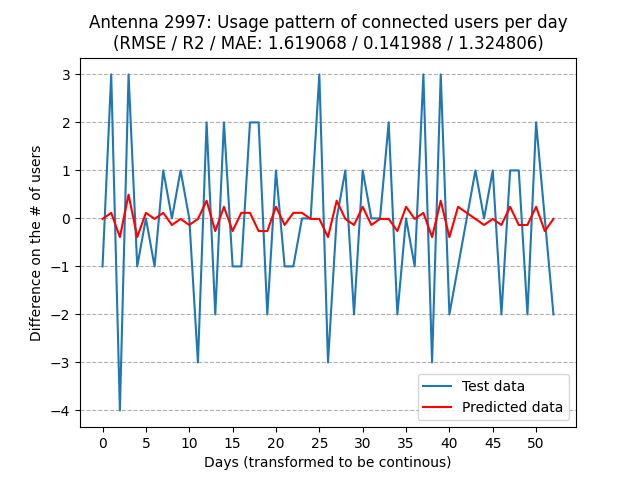 Antenna 2997: Usage pattern of connected users per day
(RMSE / R2 / MAE: 1.619068 / 0.141988 / 1.324806)
Difference on the # of users
3
2
1
0
−1
−2
−3
−4
Test data
Predicted data
0 5 10 15 20 25 30 35 40 45 50
Days (transformed to be continous)